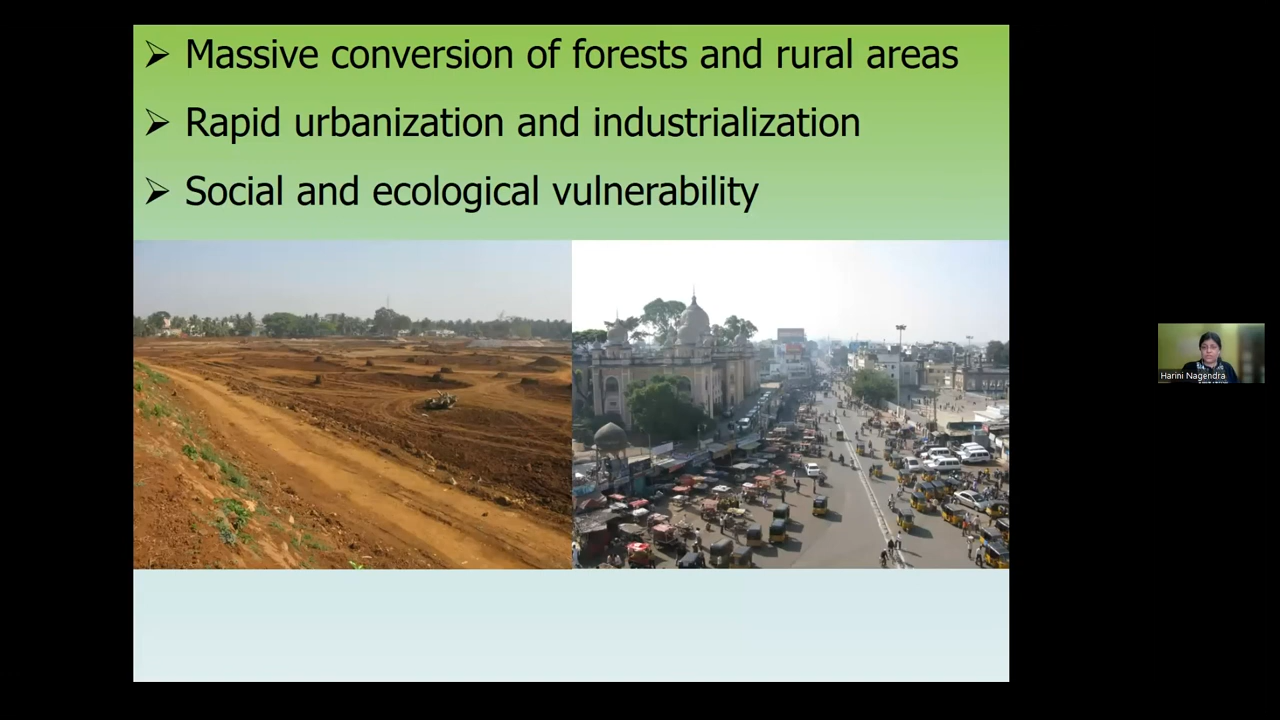 Massive conversion of forests and rural areas
Rapid urbanization and industrialization
Social and ecological vulnerability
Harini Nagendra